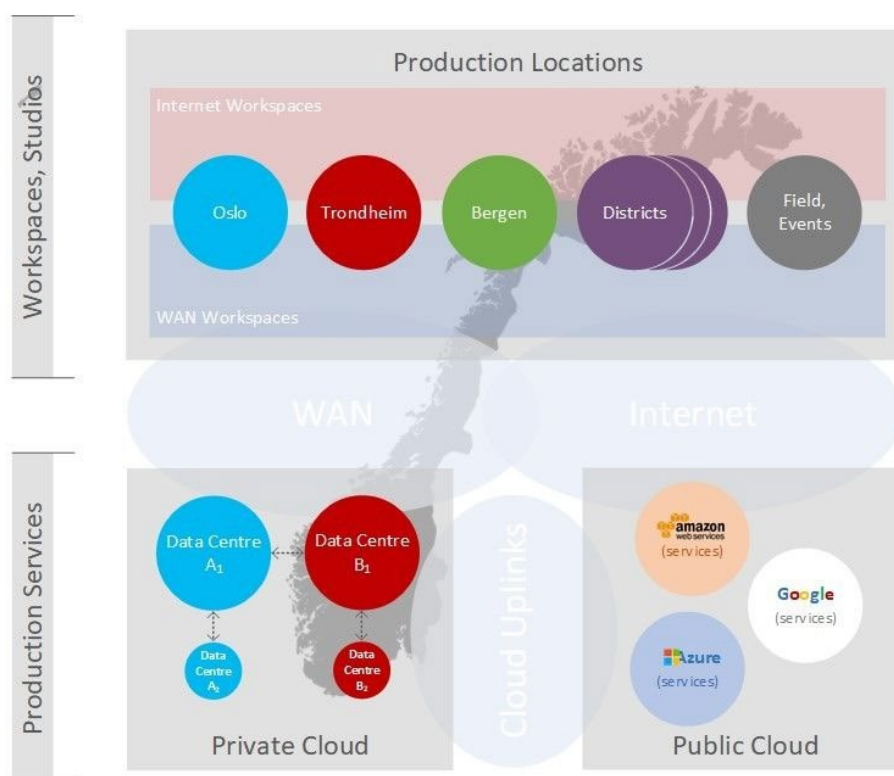 Workspaces, Studios
Production Locations
Internet Workspaces
Oslo
Trondheim
Bergen
Districts
Field,
Events
WAN Workspaces
WAN
Internet
Production Services
Data Centre
A₁
Data Centre
B₁
Data
Centre
A₂
Data
Centre
B₂
Private Cloud
Cloud Uplinks
amazon
web services
(services)
Google
(services)
Azure
(services)
Public Cloud